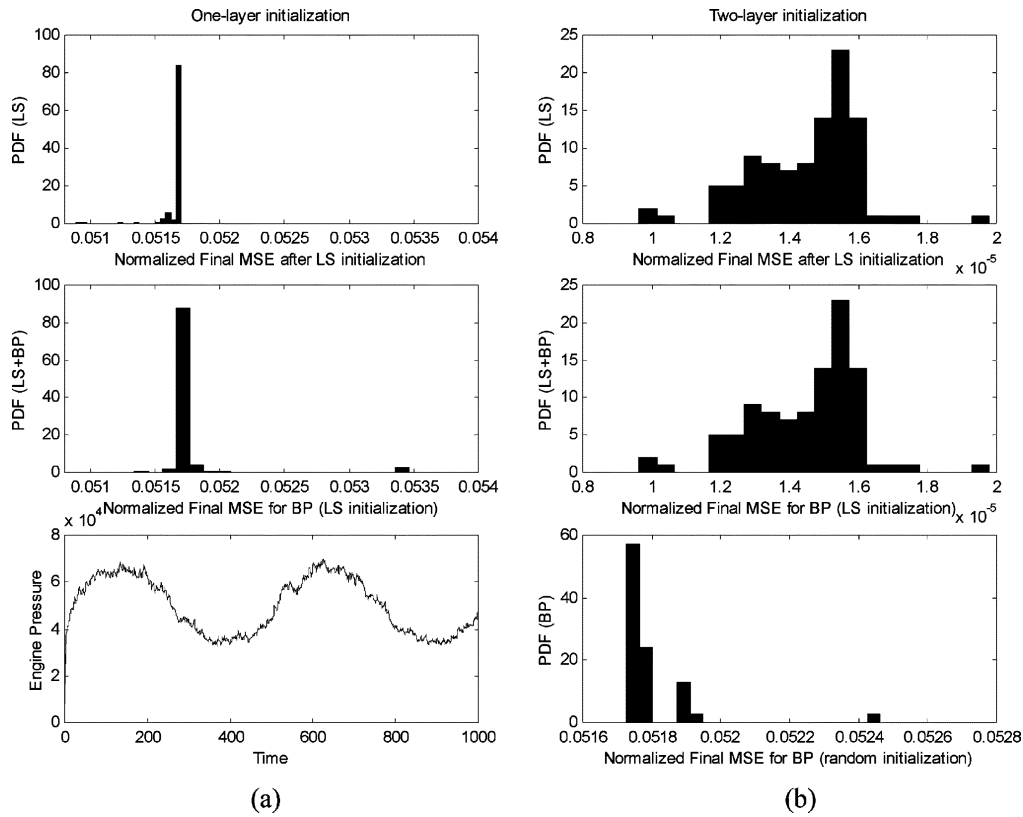 One-layer initialization
100
80
60
40
20
0
PDF (LS)
0.051 0.0515 0.052 0.0525 0.053 0.0535 0.054
Normalized Final MSE after LS initialization
100
80
60
40
20
0
PDF (LS+BP)
0.051 0.0515 0.052 0.0525 0.053 0.0535 0.054
Normalized Final MSE for BP (LS initialization)
x 10^4
8
6
4
2
0
Engine Pressure
0 200 400 600 800 1000
Time
(a)
Two-layer initialization
25
20
15
10
5
0
PDF (LS)
0.8 1 1.2 1.4 1.6 1.8 2
Normalized Final MSE after LS initialization
x 10^-5
25
20
15
10
5
0
PDF (LS+BP)
0.8 1 1.2 1.4 1.6 1.8 2
Normalized Final MSE for BP (LS initialization)
x 10^-5
60
40
20
0
PDF (BP)
0.0516 0.0518 0.052 0.0522 0.0524 0.0526 0.0528
Normalized Final MSE for BP (random initialization)
(b)